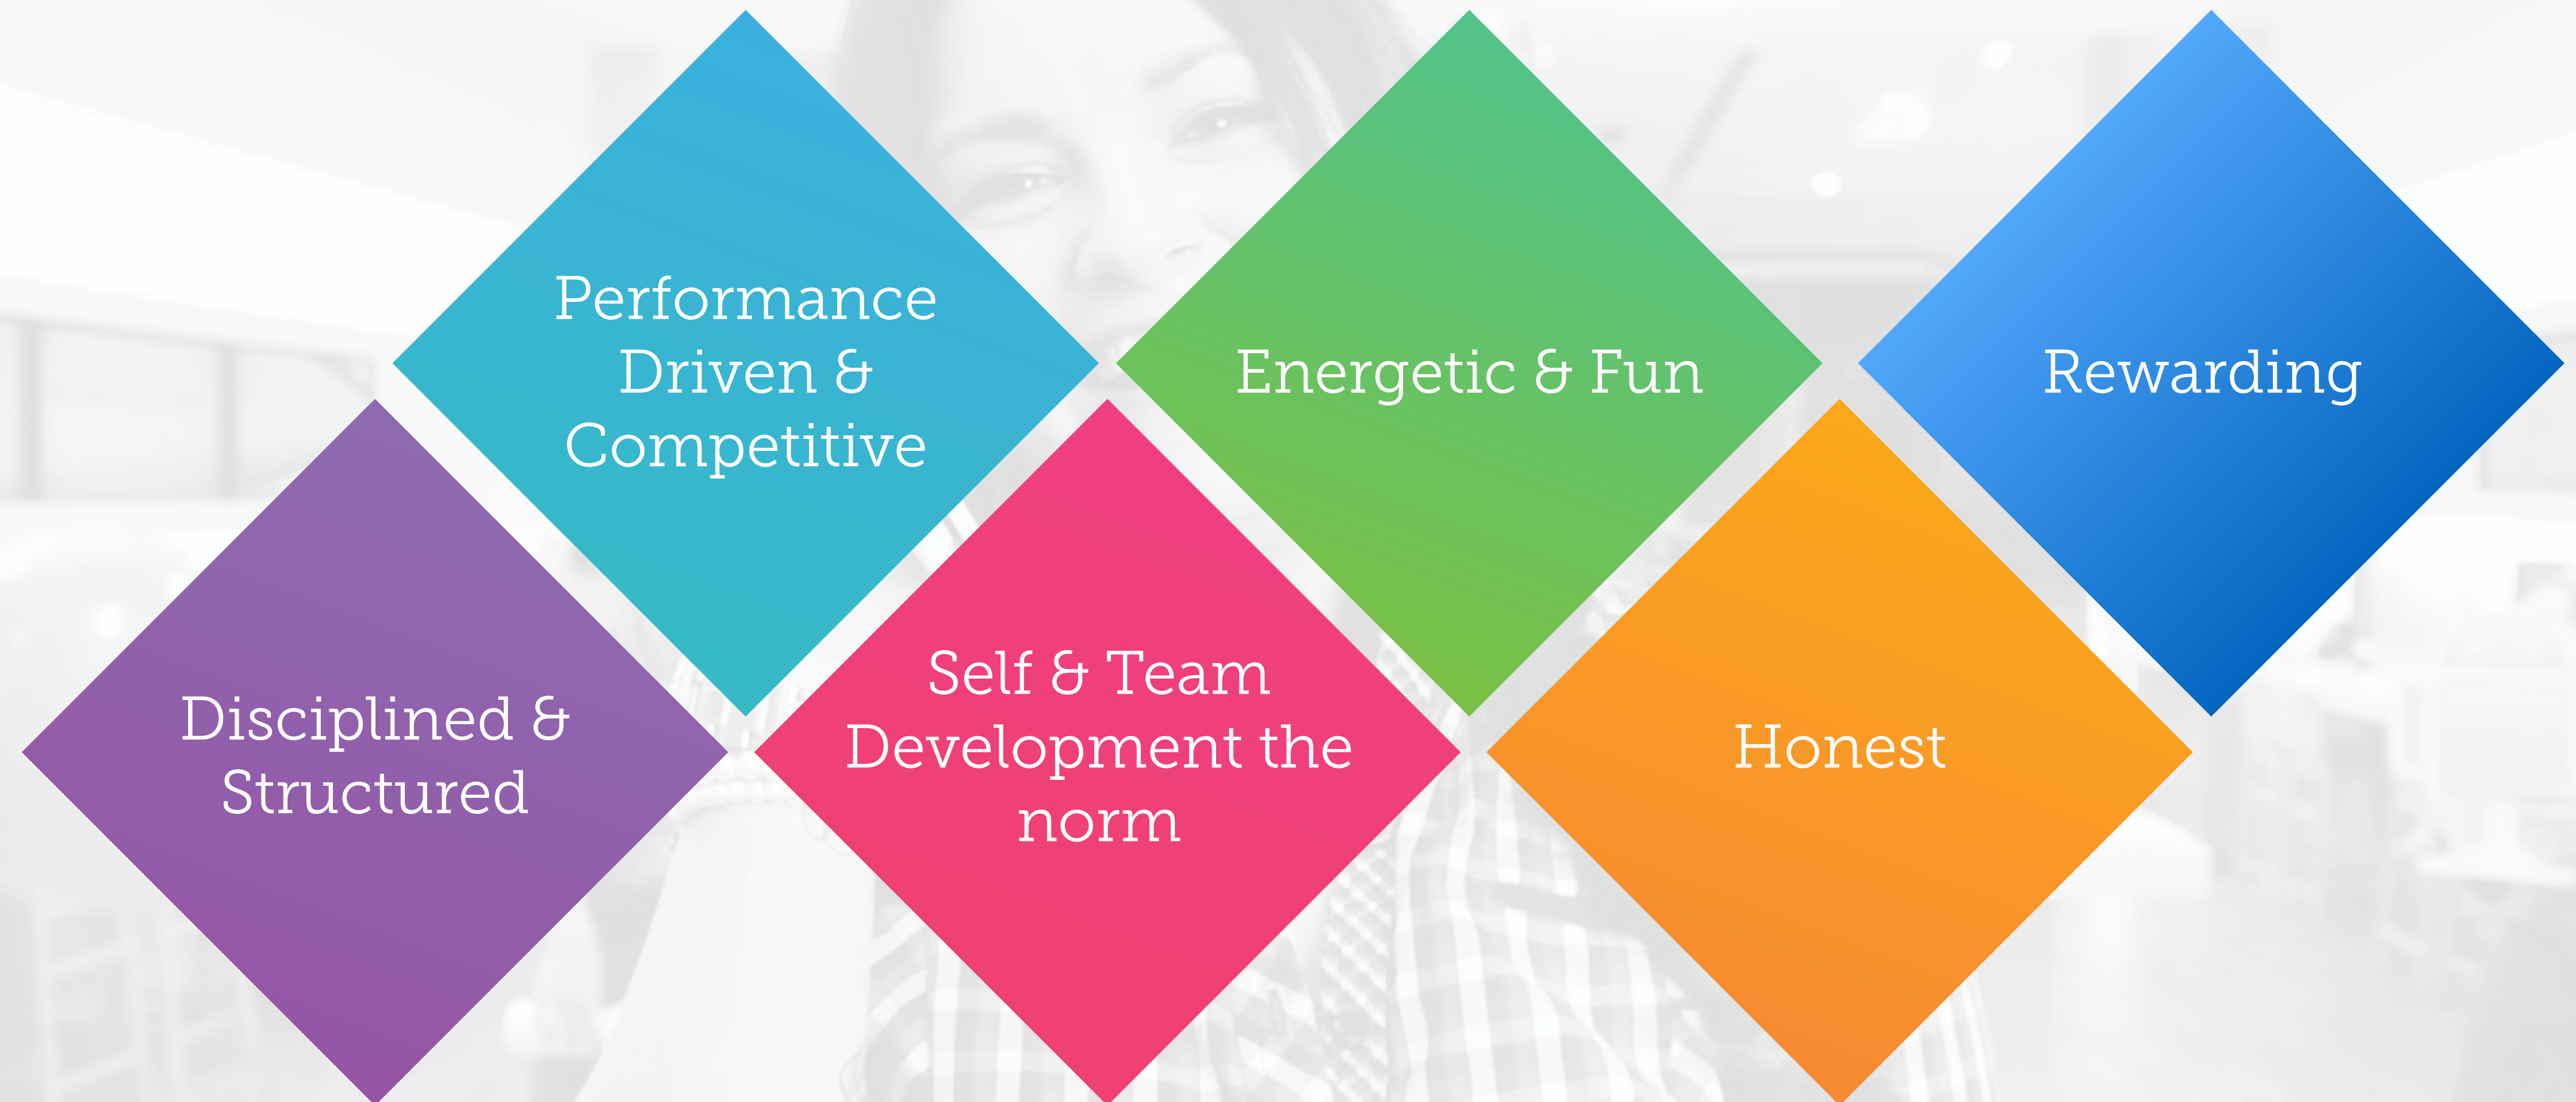 Performance
Driven &
Competitive
Energetic & Fun
Rewarding
Disciplined &
Structured
Self & Team
Development the
norm
Honest